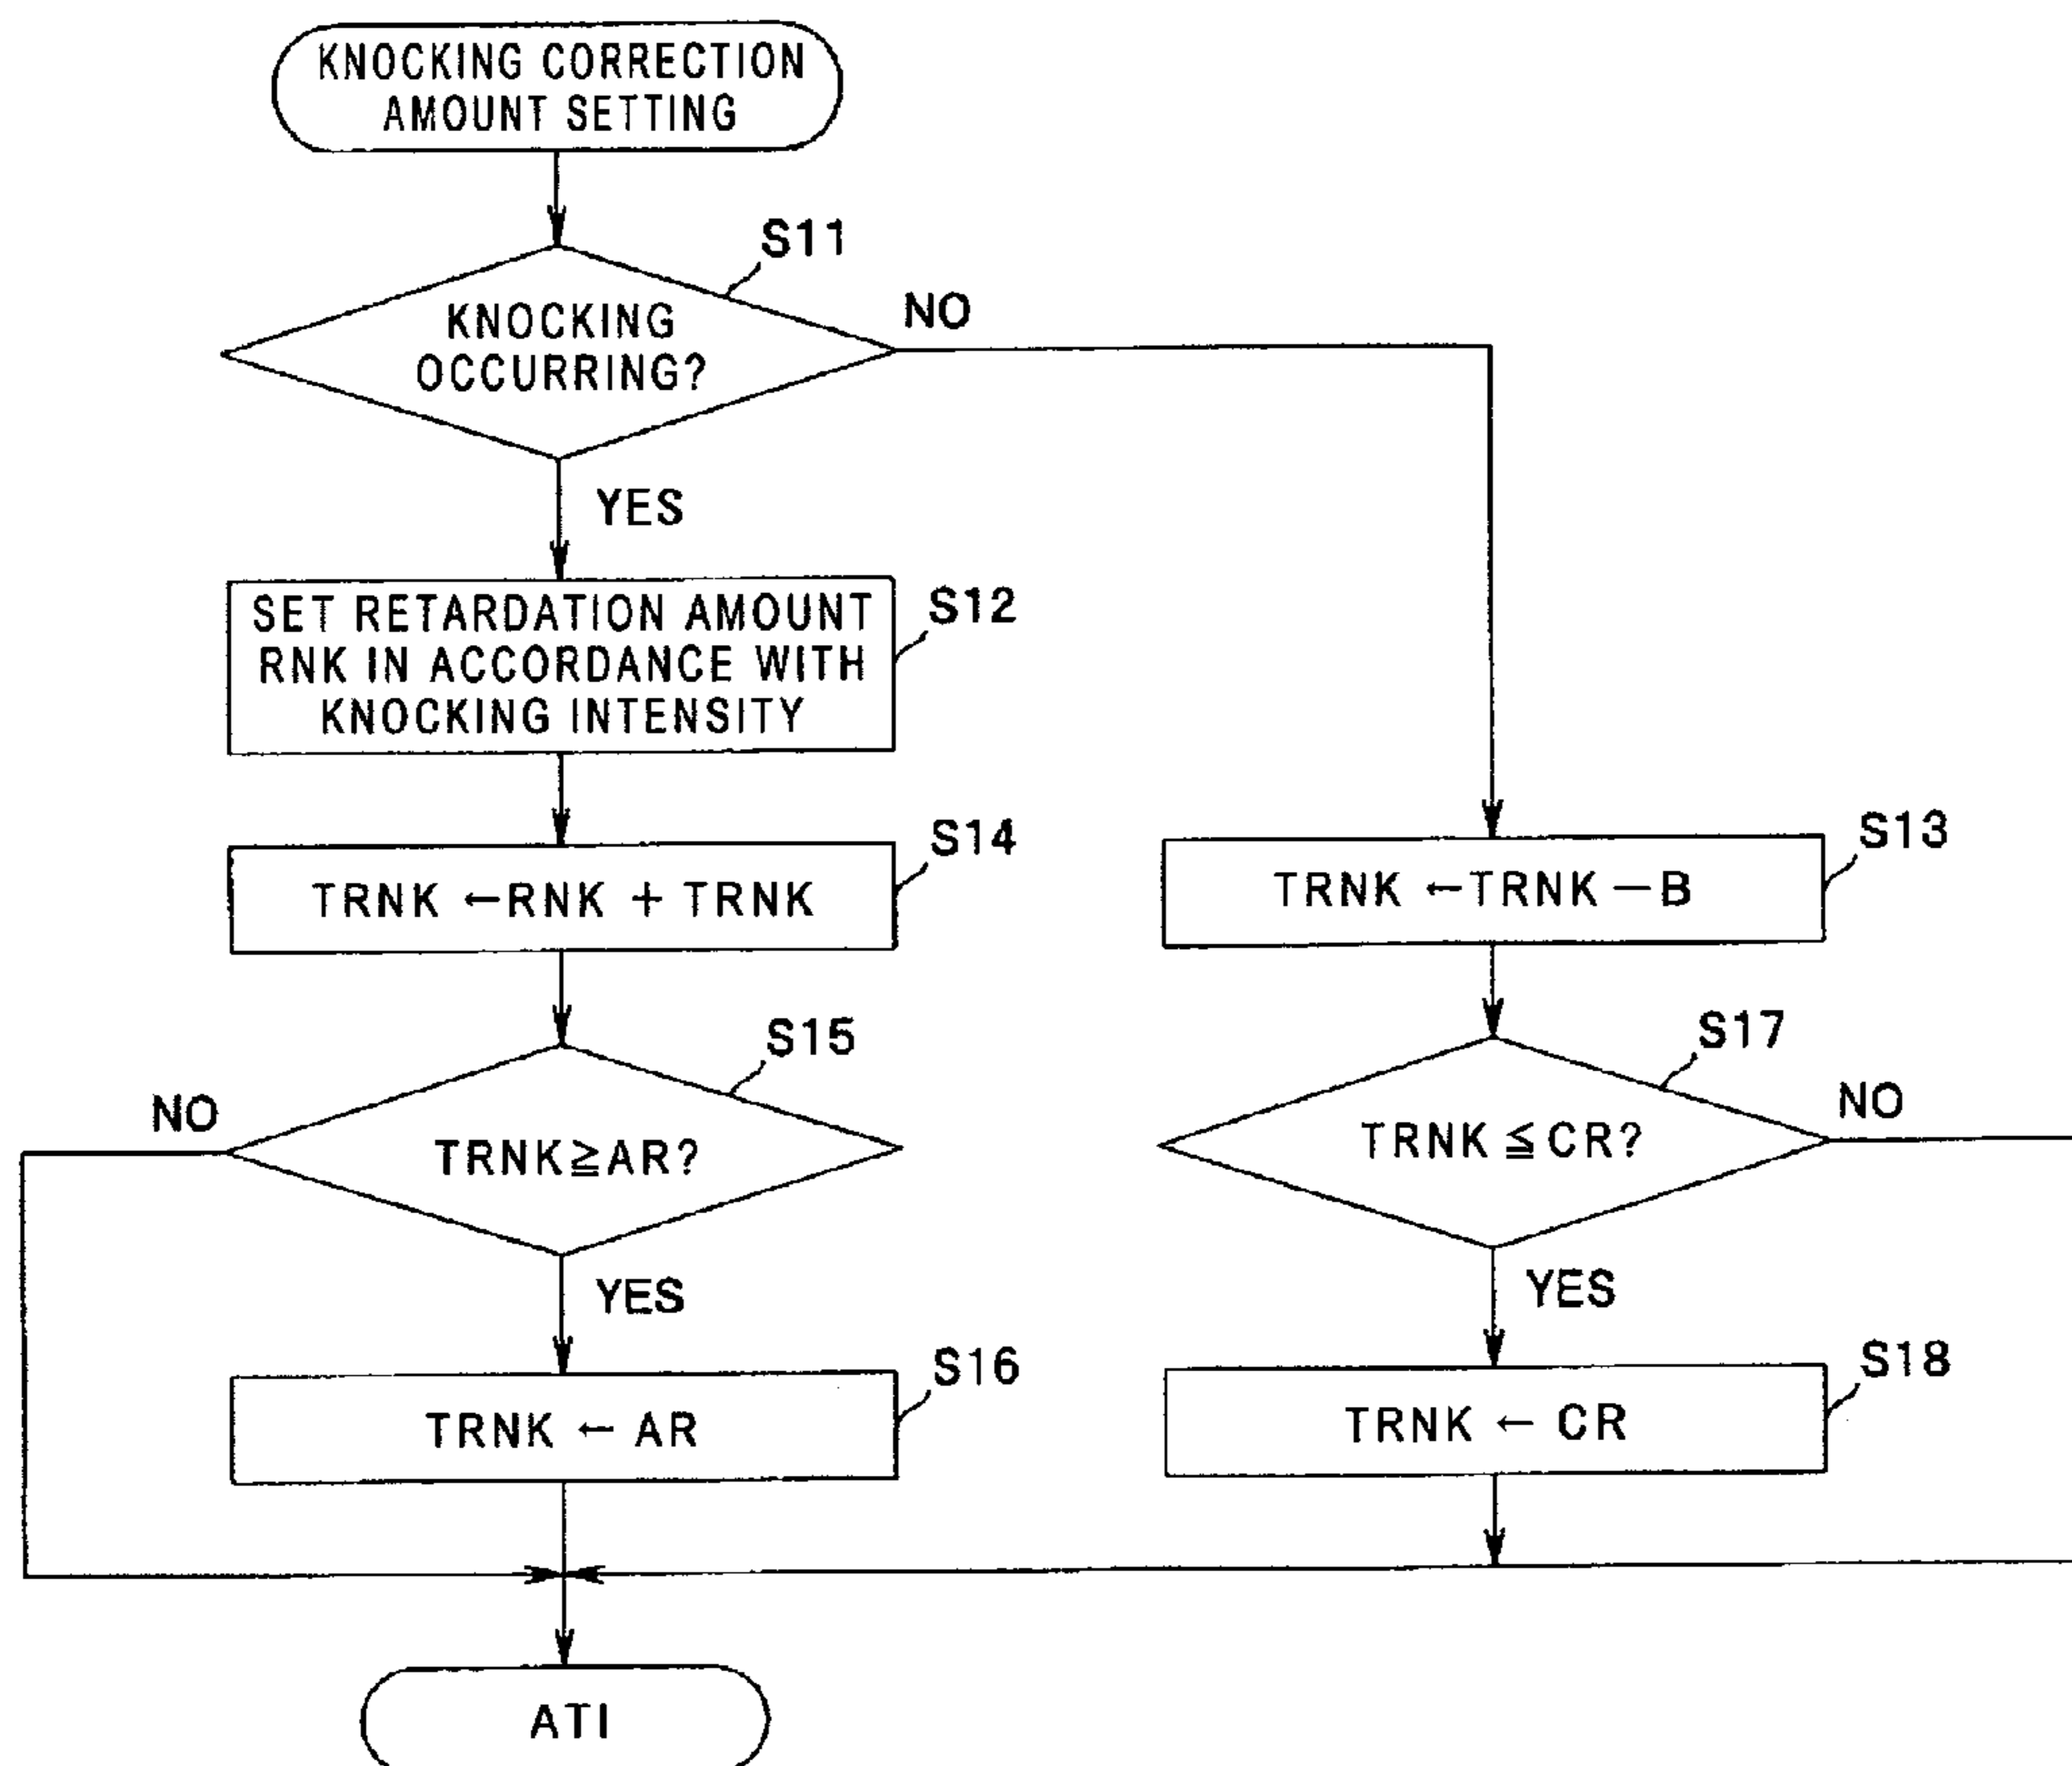 KNOCKING CORRECTION
AMOUNT SETTING
S11
KNOCKING
OCCURRING?
NO
YES
SET RETARDATION AMOUNT
RNK IN ACCORDANCE WITH
KNOCKING INTENSITY
S12
TRNK ←RNK + TRNK
S14
TRNK ←TRNK − B
S13
TRNK≧AR?
S15
NO
YES
TRNK ≦ CR?
S17
NO
YES
TRNK ← AR
S16
TRNK ← CR
S18
ATI